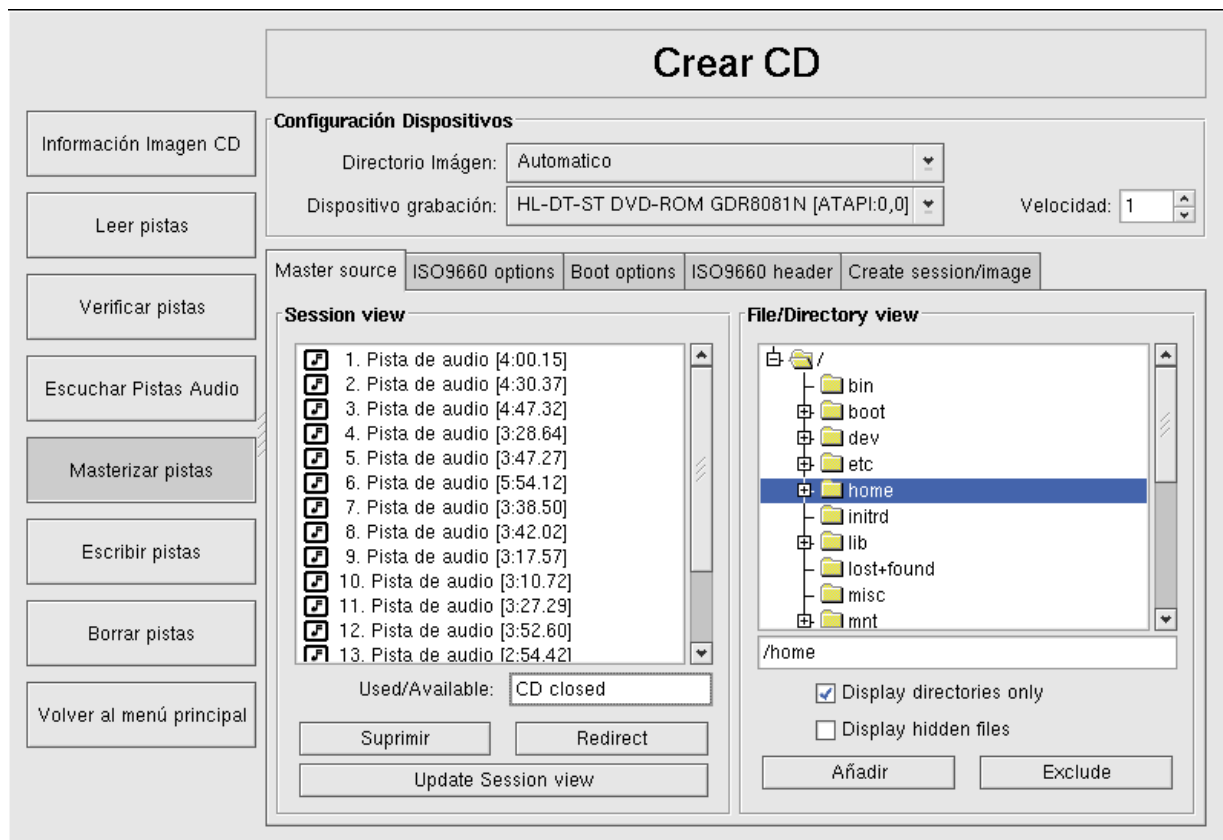 Crear CD
Información Imagen CD
Leer pistas
Verificar pistas
Escuchar Pistas Audio
Masterizar pistas
Escribir pistas
Borrar pistas
Volver al menú principal
Configuración Dispositivos
Directorio Imágen: Automatico
Dispositivo grabación: HL-DT-ST DVD-ROM GDR8081N [ATAPI:0,0] Velocidad: 1
Master source ISO9660 options Boot options ISO9660 header Create session/image
Session view
1. Pista de audio [4:00.15]
2. Pista de audio [4:30.37]
3. Pista de audio [4:47.32]
4. Pista de audio [3:28.64]
5. Pista de audio [3:47.27]
6. Pista de audio [5:54.12]
7. Pista de audio [3:38.50]
8. Pista de audio [3:42.02]
9. Pista de audio [3:17.57]
10. Pista de audio [3:10.72]
11. Pista de audio [3:27.29]
12. Pista de audio [3:52.60]
13. Pista de audio [2:54.42]
Used/Available: CD closed
Suprimir Redirect
Update Session view
File/Directory view
/
bin
boot
dev
etc
home
initrd
lib
lost+found
misc
mnt
/home
Display directories only
Display hidden files
Añadir Exclude